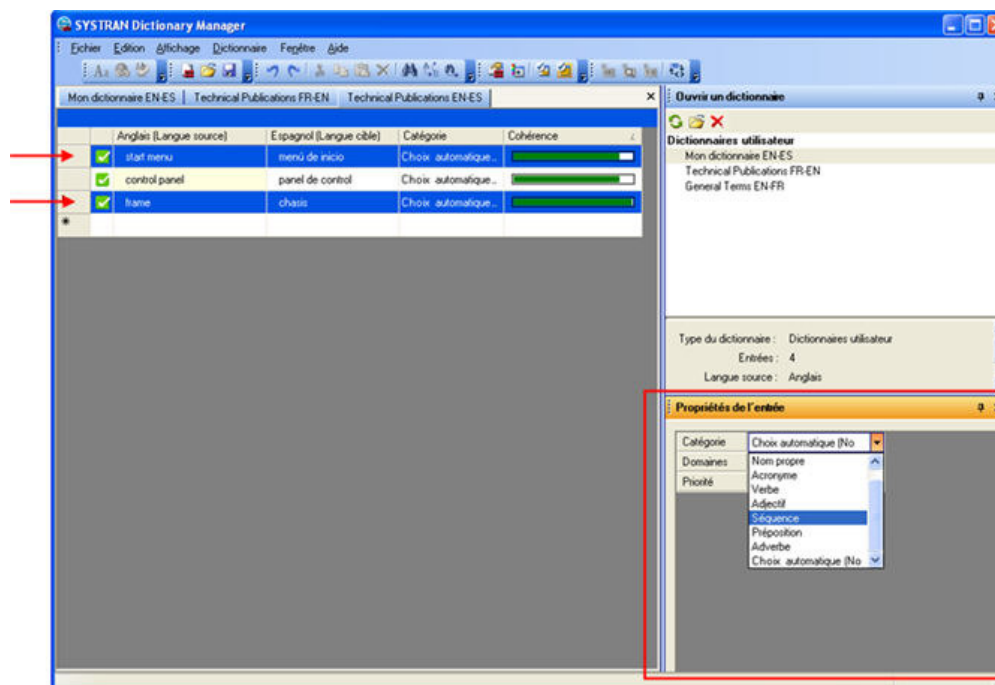 SYSTRAN Dictionary Manager
Fichier Edition Affichage Dictionnaire Fenêtre Aide
Mon dictionnaire EN-ES Technical Publications FR-EN Technical Publications EN-ES
Anglais (Langue source) Espagnol (Langue cible) Catégorie Cohérence
start menu menú de inicio Choix automatique...
control panel panel de control Choix automatique...
frame chasis Choix automatique...
Ouvrir un dictionnaire
Dictionnaires utilisateur
Mon dictionnaire EN-ES
Technical Publications FR-EN
General Terms EN-FR
Type du dictionnaire : Dictionnaires utilisateur
Entrées : 4
Langue source : Anglais
Propriétés de l'entrée
Catégorie Choix automatique (No
Domaines
Priorité
Nom propre
Acronyme
Verbe
Adjectif
Séquence
Préposition
Adverbe
Choix automatique (No